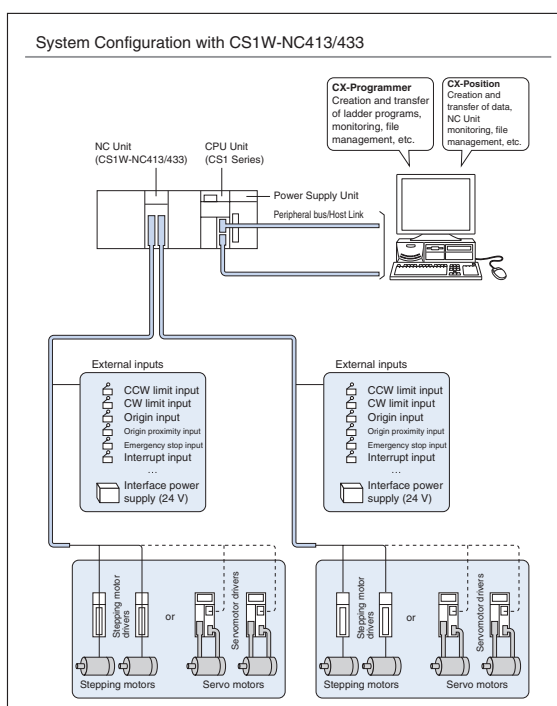 System Configuration with CS1W-NC413/433
CX-Programmer
Creation and transfer
of ladder programs,
monitoring, file
management, etc.
CX-Position
Creation and
transfer of data,
NC Unit
monitoring, file
management, etc.
NC Unit
(CS1W-NC413/433)
CPU Unit
(CS1 Series)
Power Supply Unit
Peripheral bus/Host Link
External inputs
CCW limit input
CW limit input
Origin input
Origin proximity input
Emergency stop input
Interrupt input
...
Interface power
supply (24 V)
External inputs
CCW limit input
CW limit input
Origin input
Origin proximity input
Emergency stop input
Interrupt input
...
Interface power
supply (24 V)
Stepping motor
drivers
or
Servomotor drivers
Stepping motors
Servo motors
Stepping motor
drivers
or
Servomotor drivers
Stepping motors
Servo motors